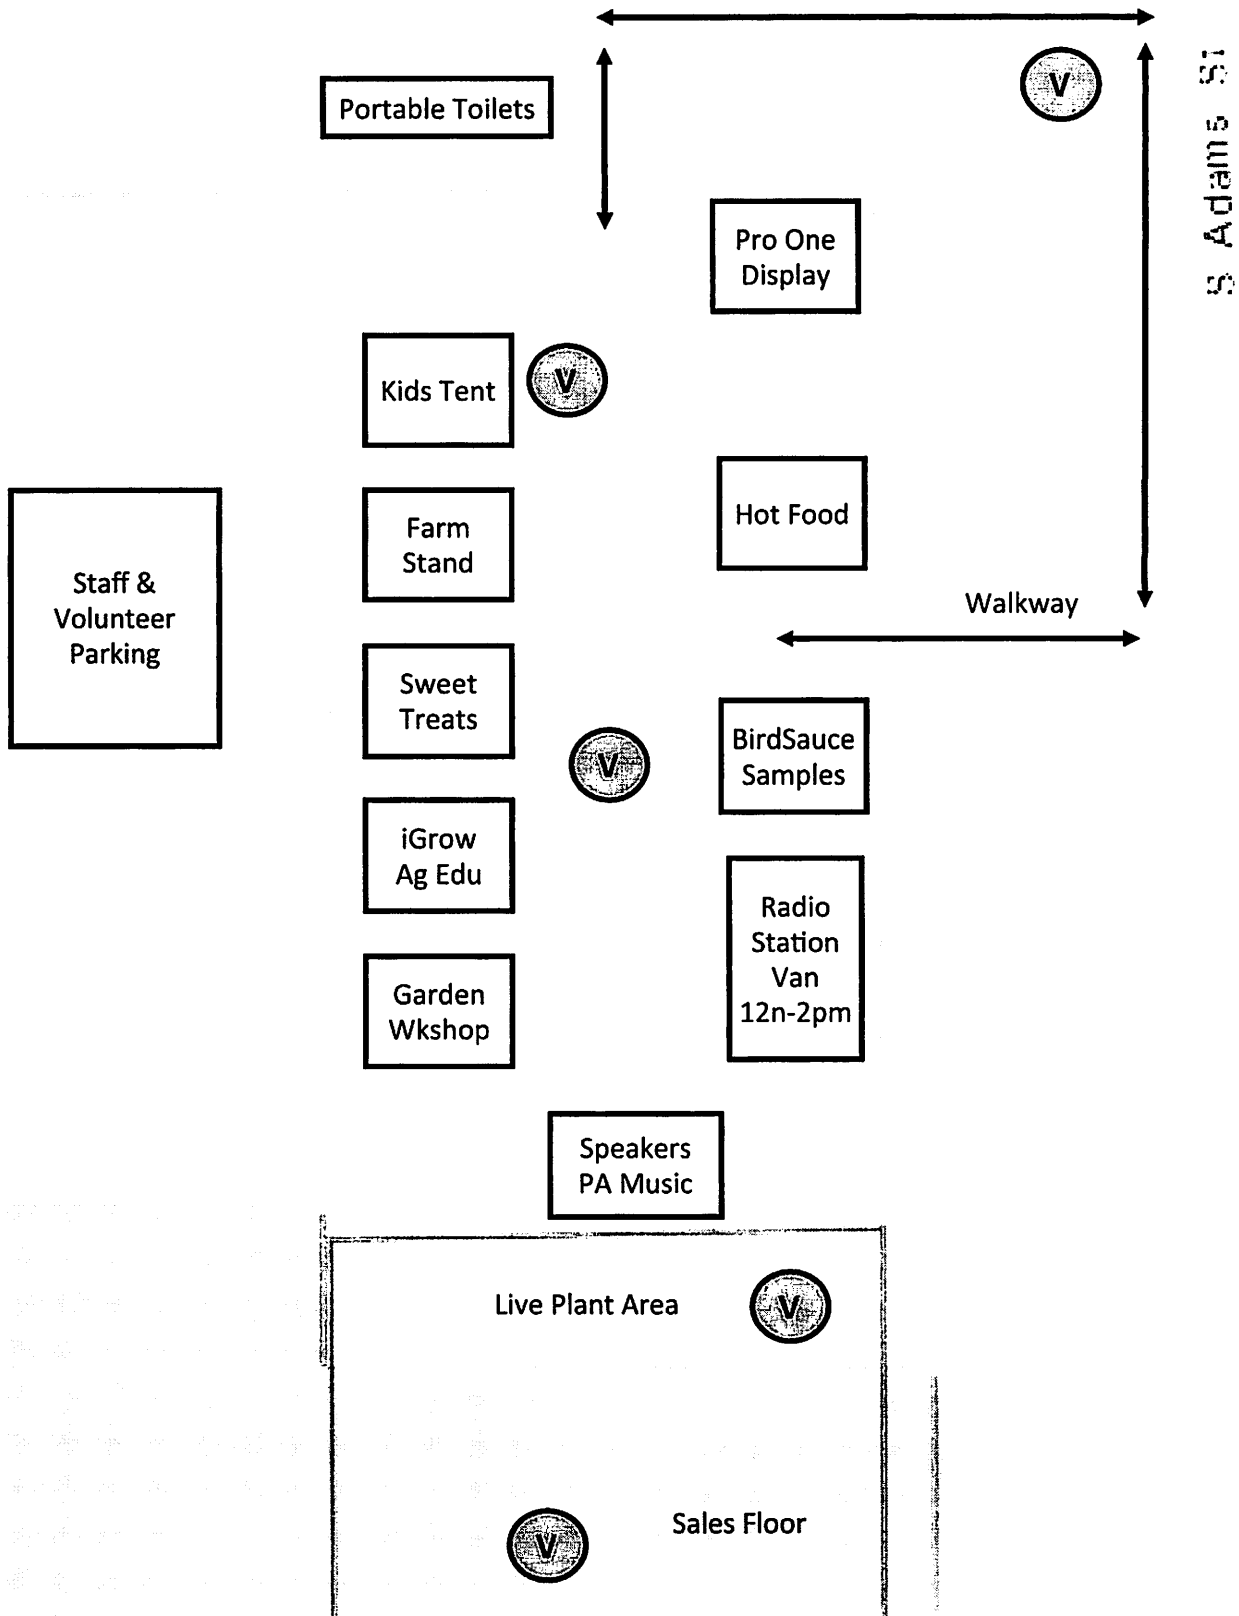 V
S Adams St
Portable Toilets
Pro One
Display
Kids Tent
V
Hot Food
Farm
Stand
Staff &
Volunteer
Parking
Walkway
Sweet
Treats
V
BirdSauce
Samples
iGrow
Ag Edu
Radio
Station
Van
12n-2pm
Garden
Wkshop
Speakers
PA Music
Live Plant Area
V
Sales Floor
V